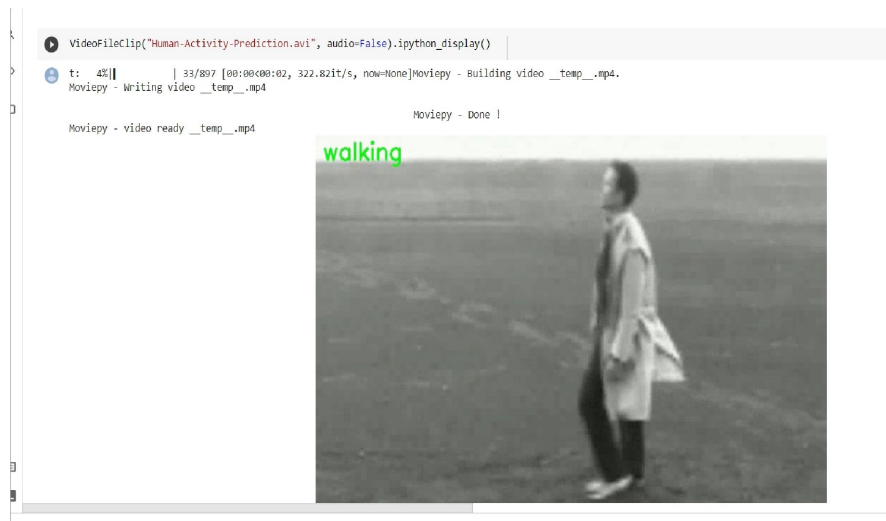 VideoFileClip("Human-Activity-Prediction.avi", audio=False).ipython_display()
t:   4%|▌         | 33/897 [00:00<00:02, 322.82it/s, now=None]Moviepy - Building video __temp__.mp4.
Moviepy - Writing video __temp__.mp4
Moviepy - Done !
Moviepy - video ready __temp__.mp4
walking